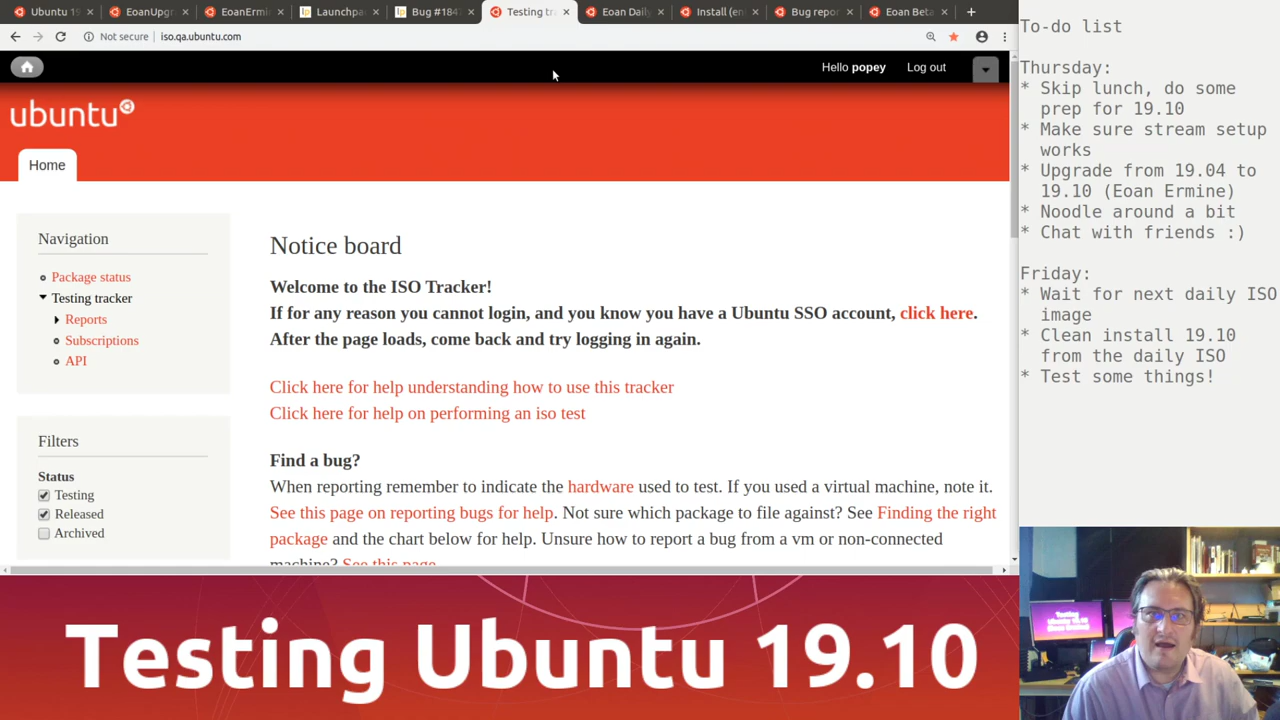 Ubuntu 19
EoanUpgr
EoanErmi
Launchpa
Bug #184
Testing tr
Eoan Daily
Install (en
Bug repor
Eoan Beta
Not secure
iso.qa.ubuntu.com
Hello popey
Log out
ubuntu
Home
Navigation
Package status
Testing tracker
Reports
Subscriptions
API
Filters
Status
Testing
Released
Archived
Notice board
Welcome to the ISO Tracker!
If for any reason you cannot login, and you know you have a Ubuntu SSO account, click here.
After the page loads, come back and try logging in again.
Click here for help understanding how to use this tracker
Click here for help on performing an iso test
Find a bug?
When reporting remember to indicate the hardware used to test. If you used a virtual machine, note it.
See this page on reporting bugs for help. Not sure which package to file against? See Finding the right
package and the chart below for help. Unsure how to report a bug from a vm or non-connected
machine? See this page.
To-do list
Thursday:
* Skip lunch, do some
prep for 19.10
* Make sure stream setup
works
* Upgrade from 19.04 to
19.10 (Eoan Ermine)
* Noodle around a bit
* Chat with friends :)
Friday:
* Wait for next daily ISO
image
* Clean install 19.10
from the daily ISO
* Test some things!
Testing Ubuntu 19.10